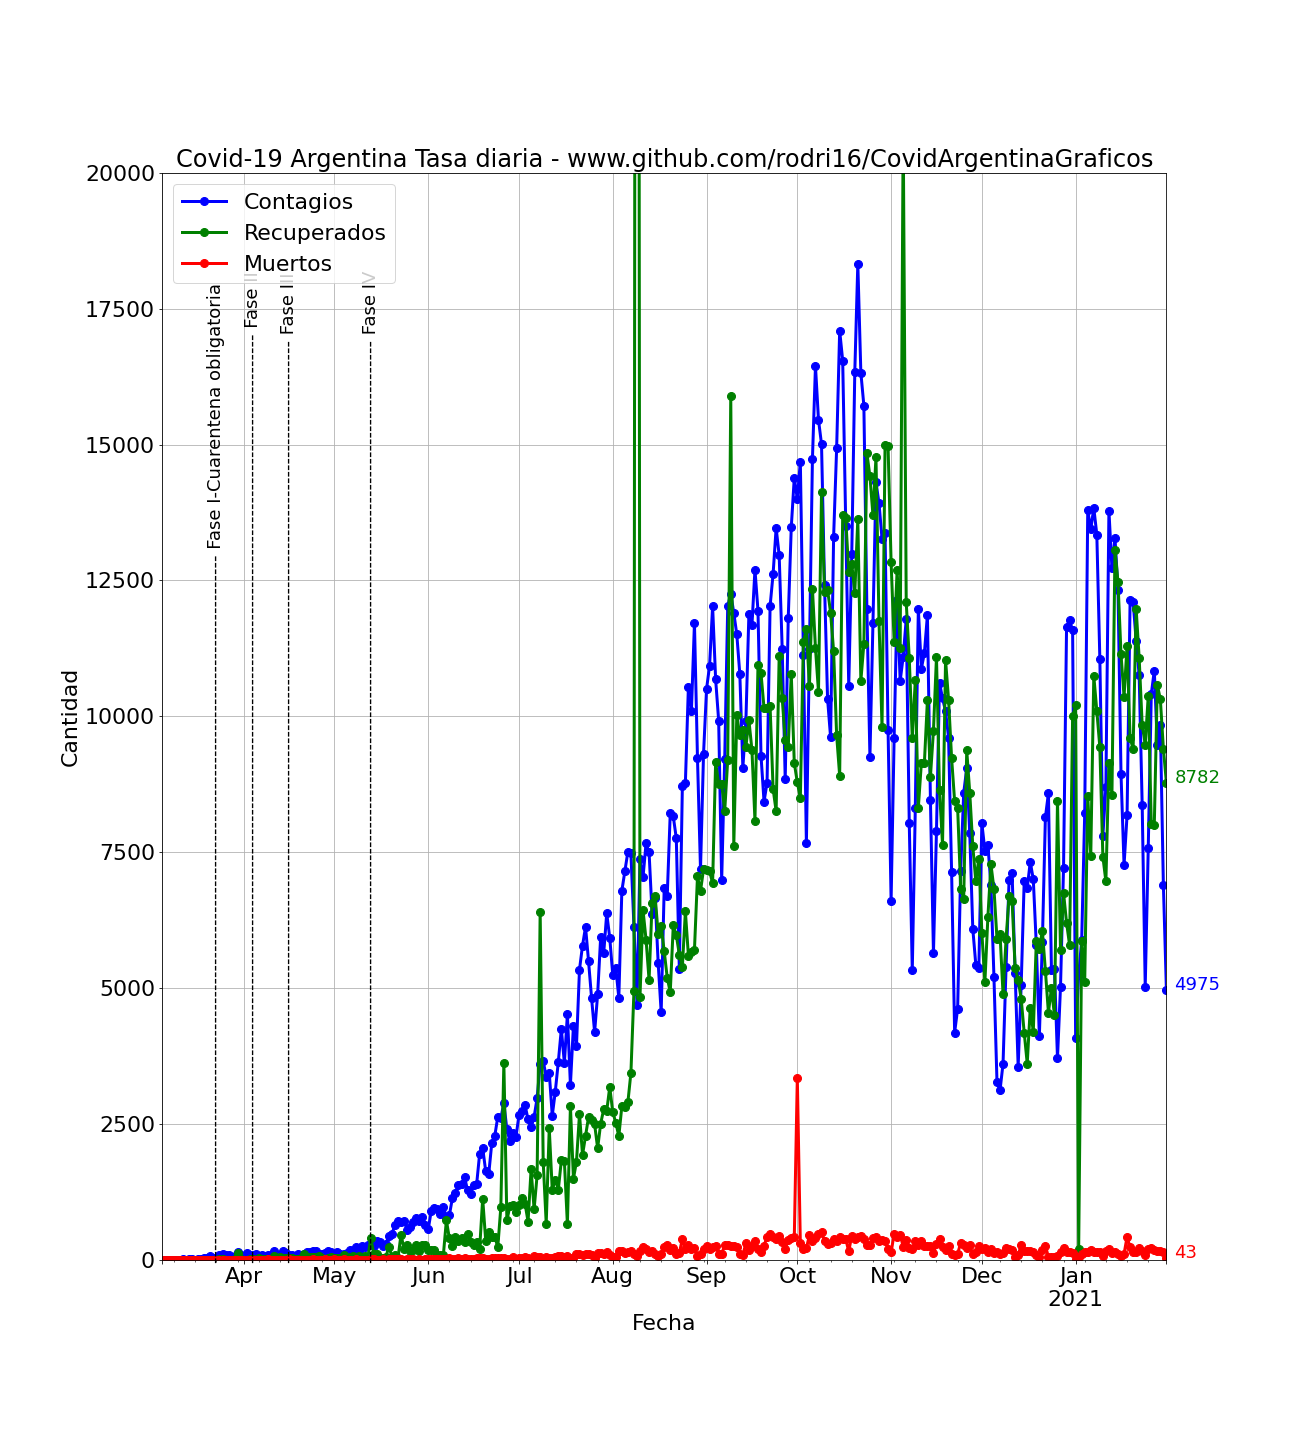 Covid-19 Argentina Tasa diaria - www.github.com/rodri16/CovidArgentinaGraficos
20000
17500
15000
12500
10000
7500
5000
2500
0
Cantidad
Contagios
Recuperados
Muertos
Fase I-Cuarentena obligatoria
Fase II
Fase III
Fase IV
8782
4975
43
Apr
May
Jun
Jul
Aug
Sep
Oct
Nov
Dec
Jan
2021
Fecha